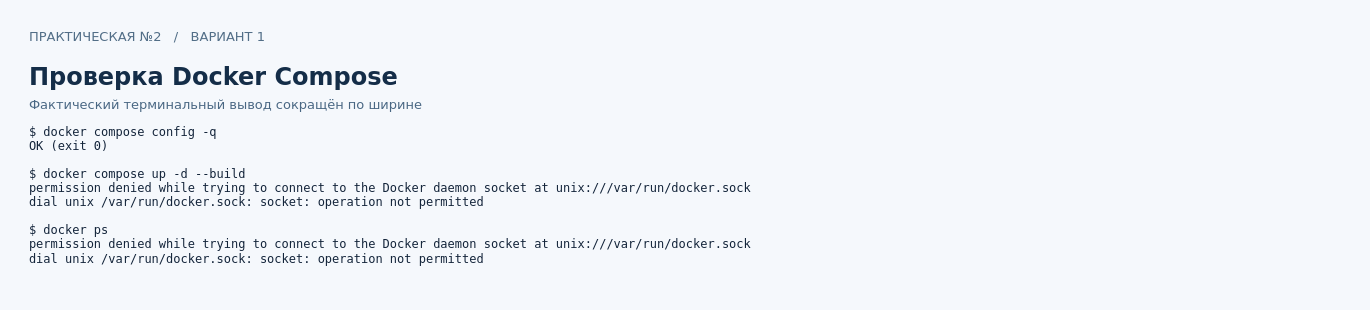 ПРАКТИЧЕСКАЯ №2 / ВАРИАНТ 1
Проверка Docker Compose
Фактический терминальный вывод сокращён по ширине
$ docker compose config -q
OK (exit 0)
$ docker compose up -d --build
permission denied while trying to connect to the Docker daemon socket at unix:///var/run/docker.sock
dial unix /var/run/docker.sock: socket: operation not permitted
$ docker ps
permission denied while trying to connect to the Docker daemon socket at unix:///var/run/docker.sock
dial unix /var/run/docker.sock: socket: operation not permitted